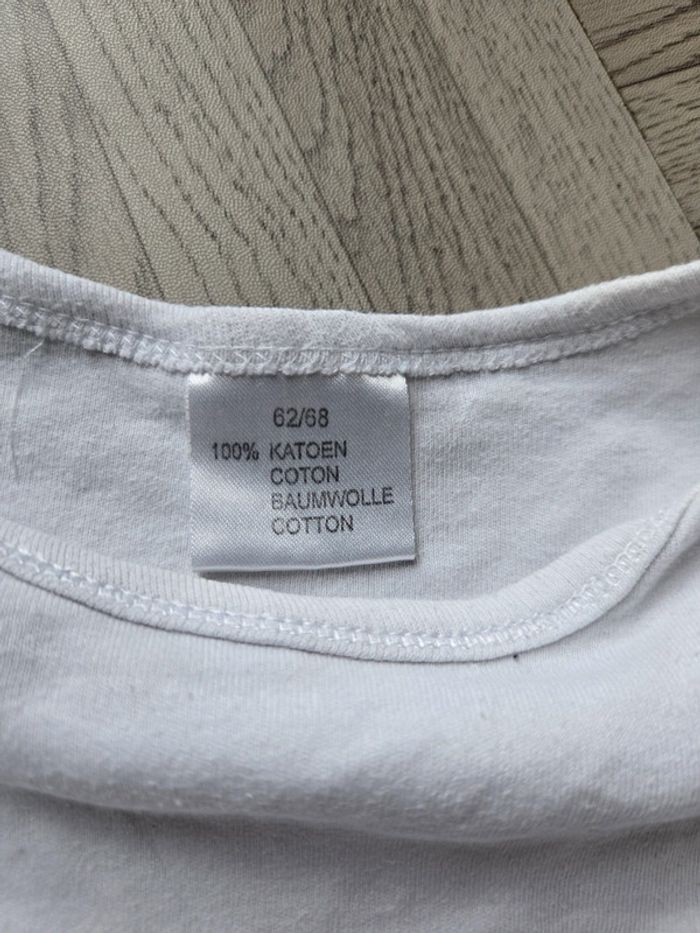 62/68
100% KATOEN
COTON
BAUMWOLLE
COTTON